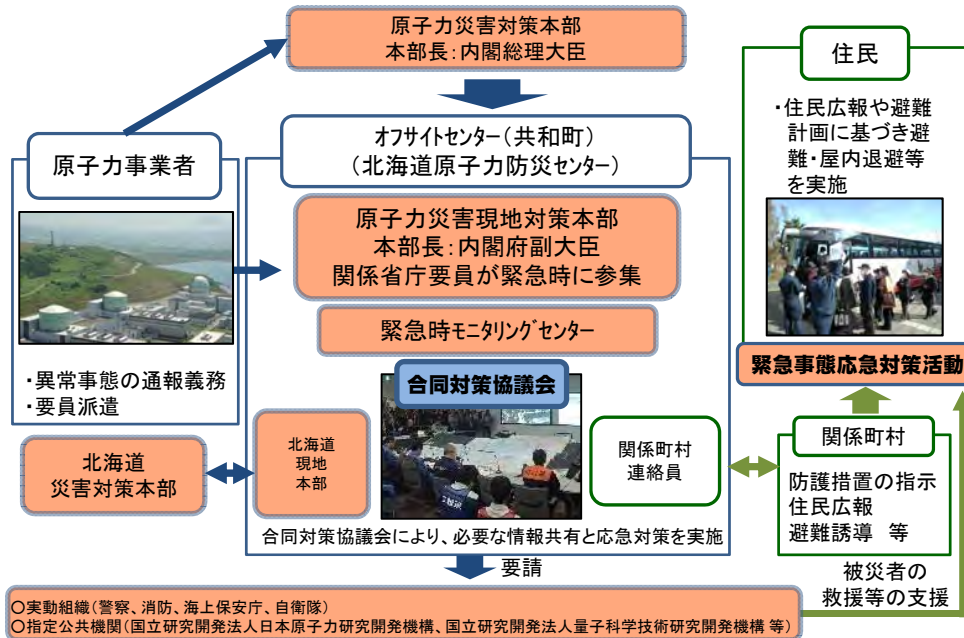 原子力災害対策本部
本部長：内閣総理大臣
住民
・住民広報や避難
計画に基づき避
難・屋内退避等
を実施
オフサイトセンター（共和町）
（北海道原子力防災センター）
原子力事業者
原子力災害現地対策本部
本部長：内閣府副大臣
関係省庁要員が緊急時に参集
緊急時モニタリングセンター
緊急事態応急対策活動
・異常事態の通報義務
・要員派遣
合同対策協議会
北海道
災害対策本部
北海道
現地
本部
関係町村
連絡員
関係町村
防護措置の指示
住民広報
避難誘導 等
合同対策協議会により、必要な情報共有と応急対策を実施
要請
被災者の
救援等の支援
○実動組織（警察、消防、海上保安庁、自衛隊）
○指定公共機関（国立研究開発法人日本原子力研究開発機構、国立研究開発法人量子科学技術研究開発機構 等）